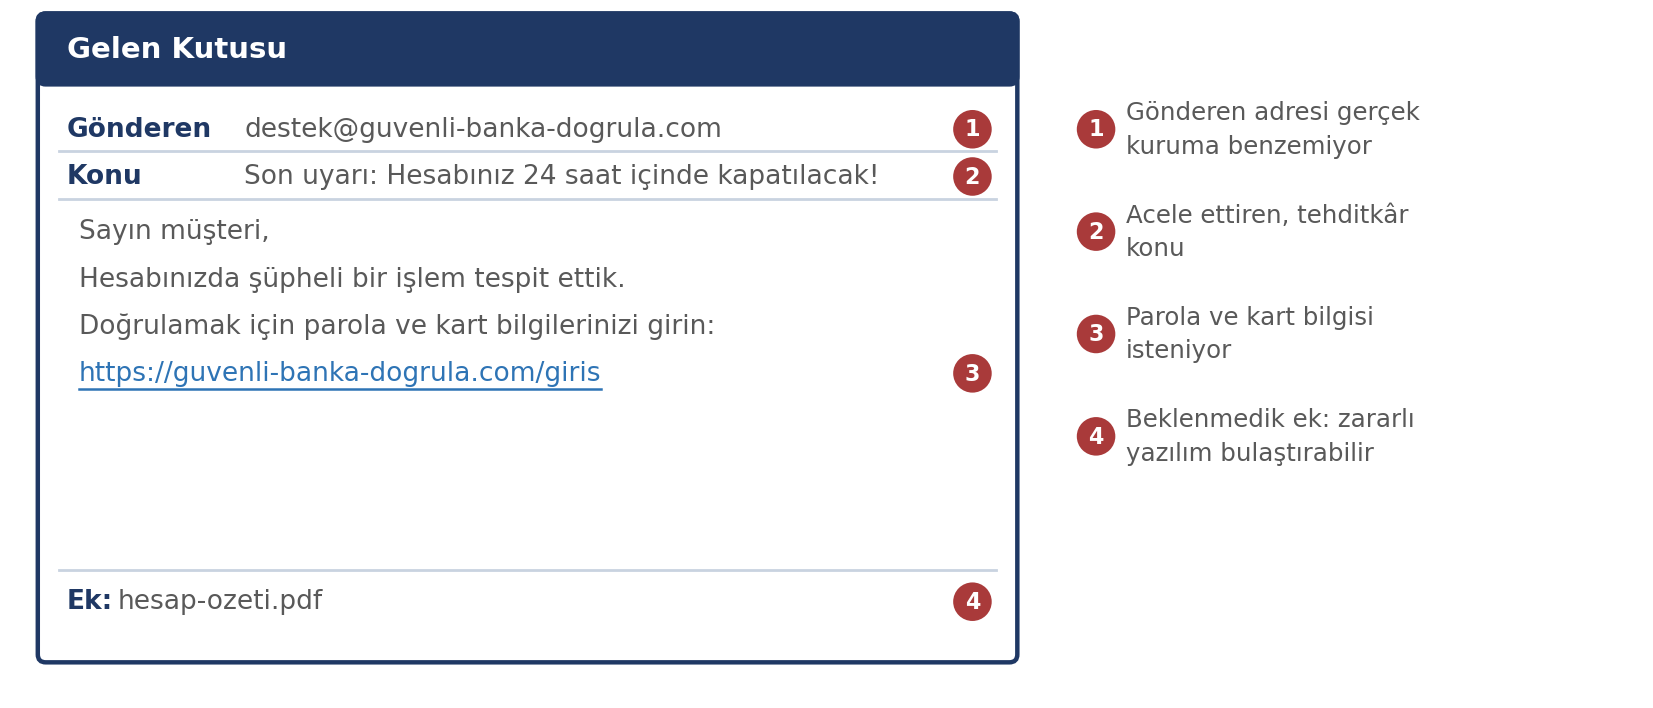 Gelen Kutusu
Gönderen destek@guvenli-banka-dogrula.com 1
Konu Son uyarı: Hesabınız 24 saat içinde kapatılacak! 2
Sayın müşteri,
Hesabınızda şüpheli bir işlem tespit ettik.
Doğrulamak için parola ve kart bilgilerinizi girin:
https://guvenli-banka-dogrula.com/giris 3
Ek: hesap-ozeti.pdf 4
1 Gönderen adresi gerçek
kuruma benzemiyor
2 Acele ettiren, tehditkâr
konu
3 Parola ve kart bilgisi
isteniyor
4 Beklenmedik ek: zararlı
yazılım bulaştırabilir